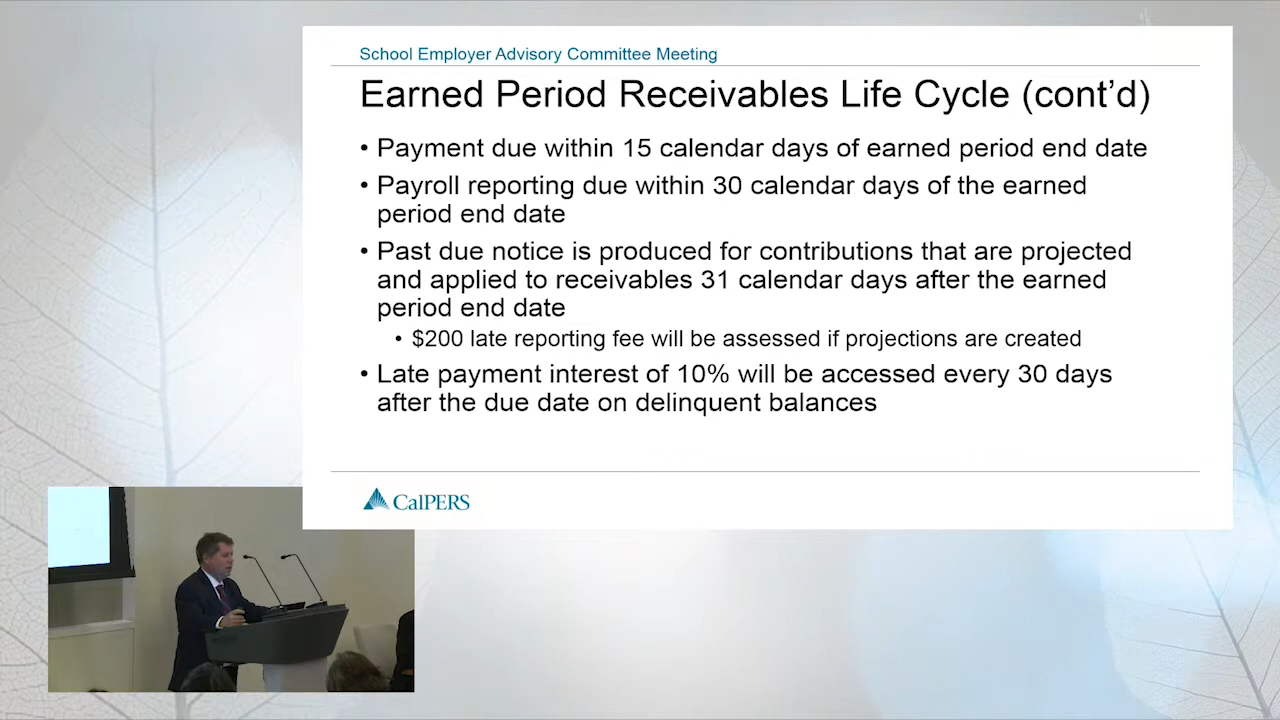 School Employer Advisory Committee Meeting
Earned Period Receivables Life Cycle (cont’d)
• Payment due within 15 calendar days of earned period end date
• Payroll reporting due within 30 calendar days of the earned
period end date
• Past due notice is produced for contributions that are projected
and applied to receivables 31 calendar days after the earned
period end date
• $200 late reporting fee will be assessed if projections are created
• Late payment interest of 10% will be accessed every 30 days
after the due date on delinquent balances
CalPERS